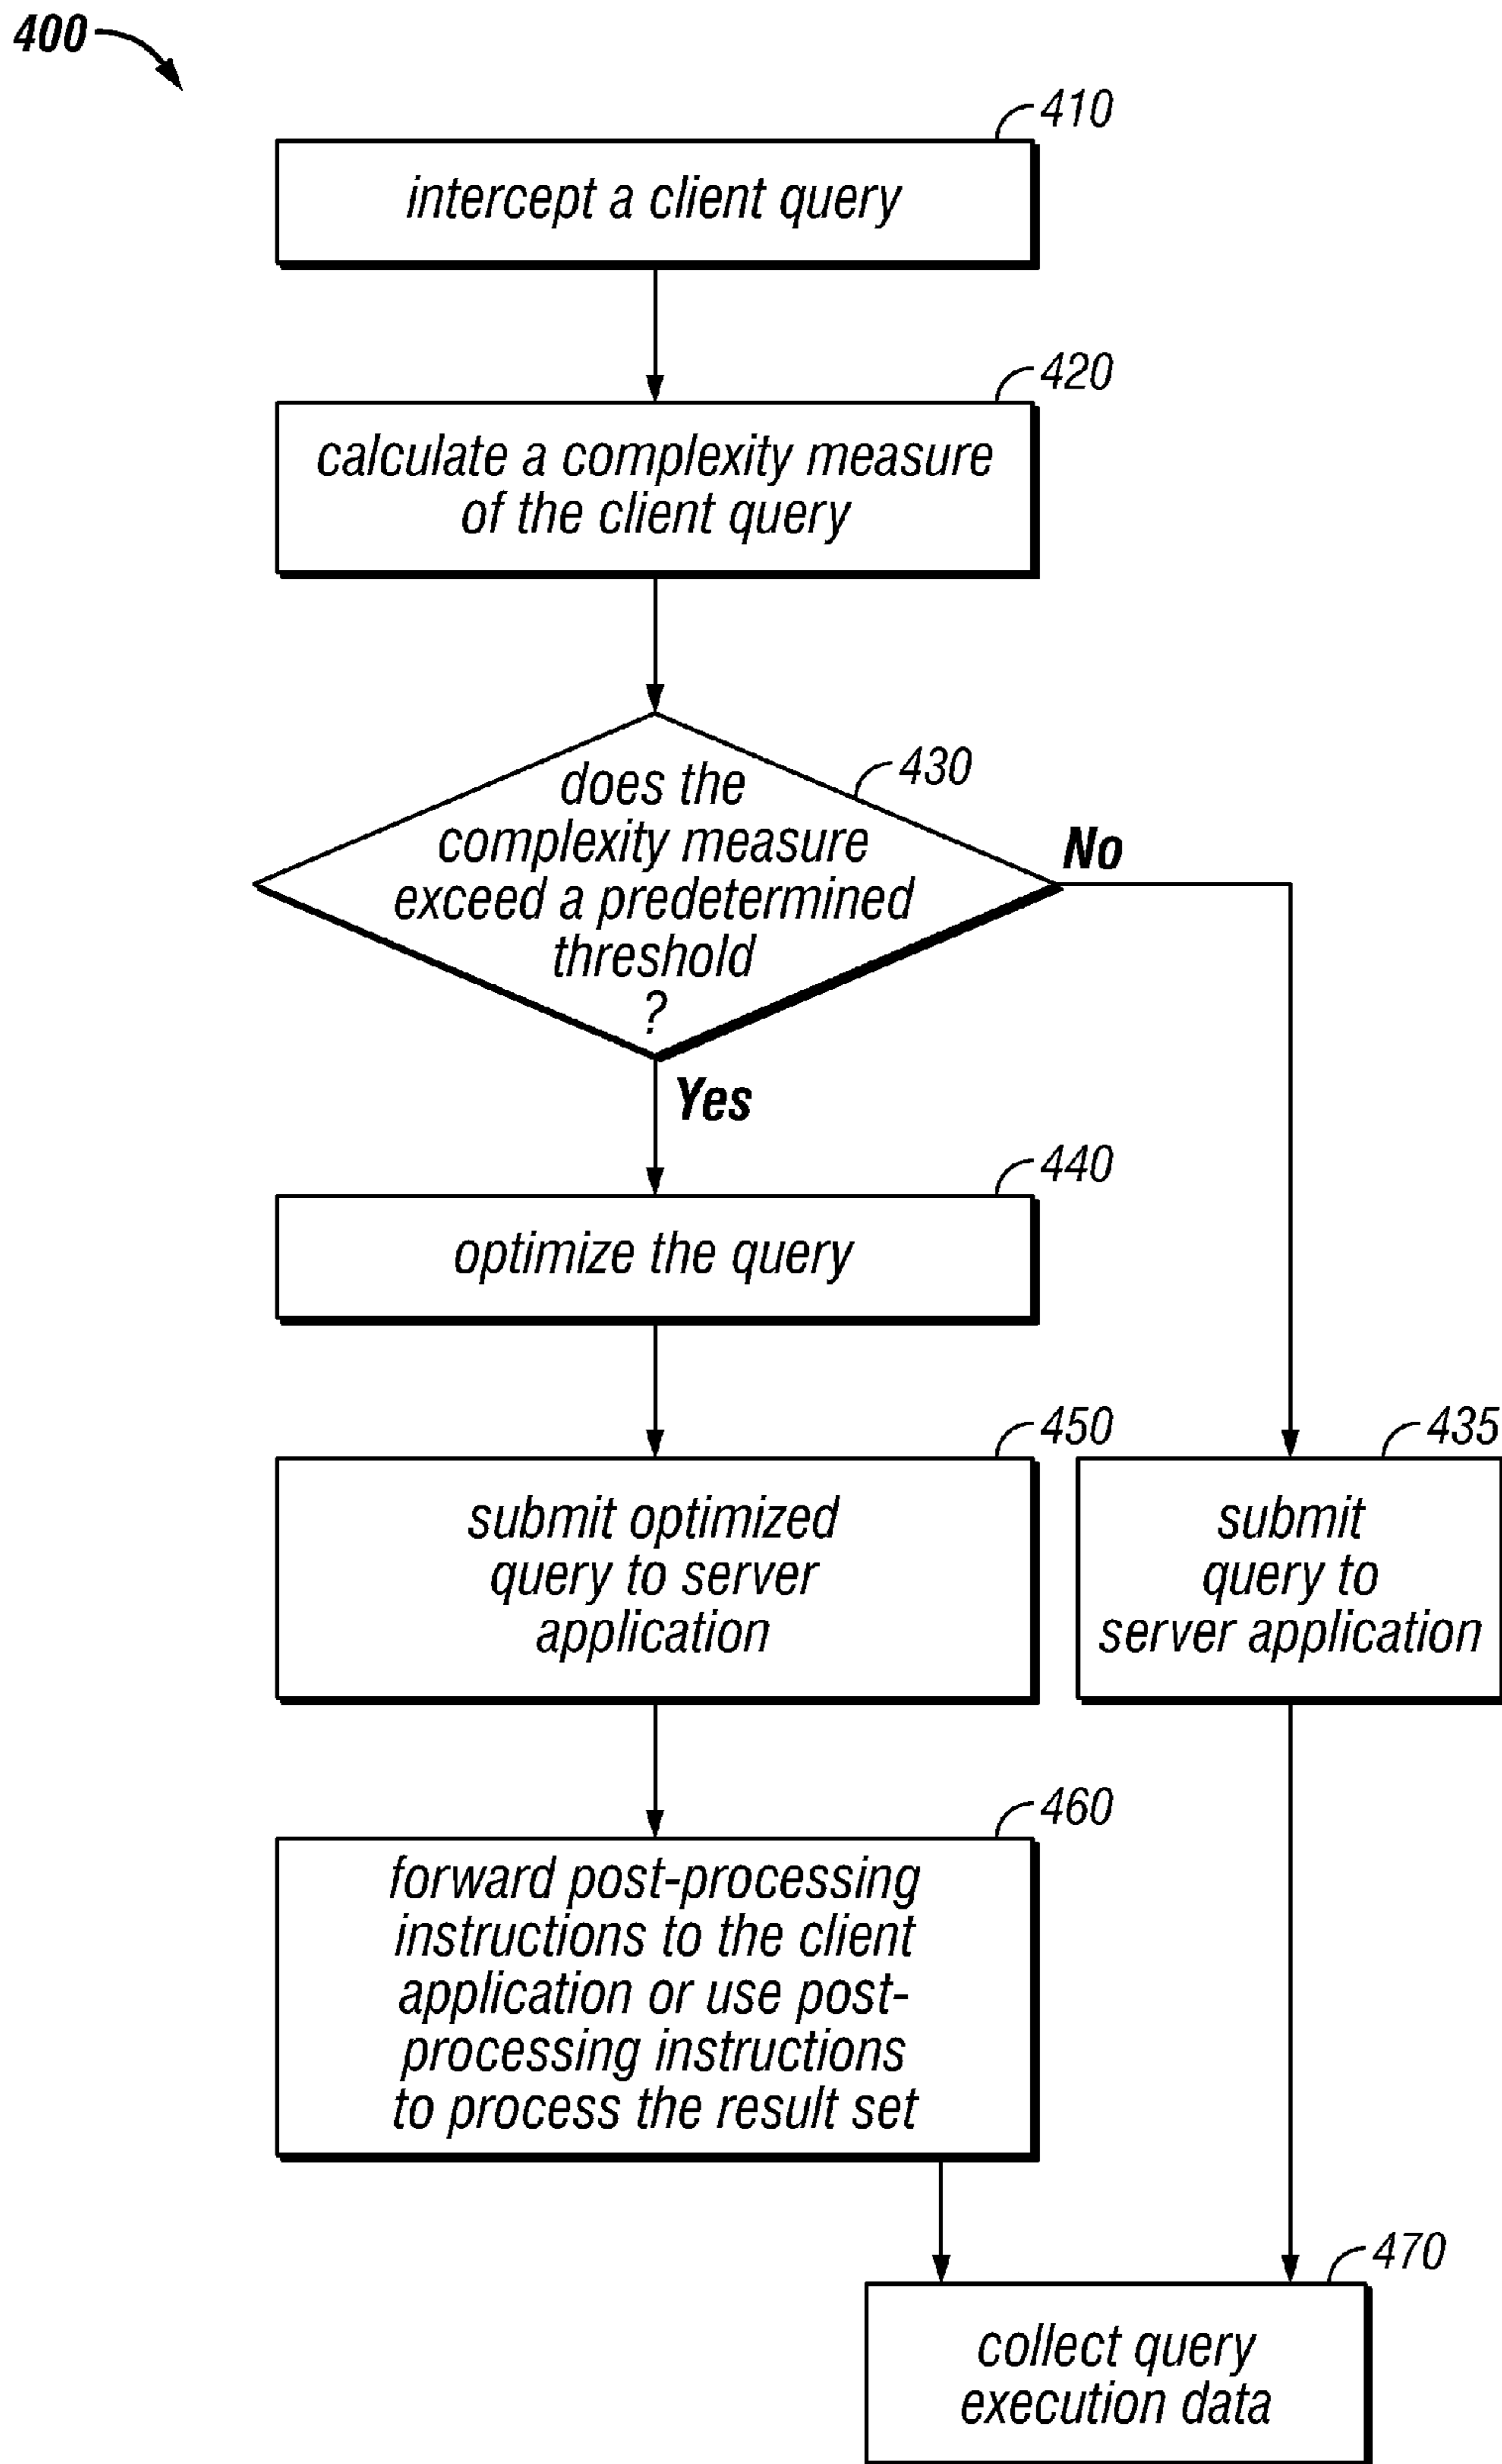 400
410
intercept a client query
420
calculate a complexity measure
of the client query
430
does the
complexity measure
exceed a predetermined
threshold
?
No
Yes
440
optimize the query
450
submit optimized
query to server
application
435
submit
query to
server application
460
forward post-processing
instructions to the client
application or use post-
processing instructions
to process the result set
470
collect query
execution data